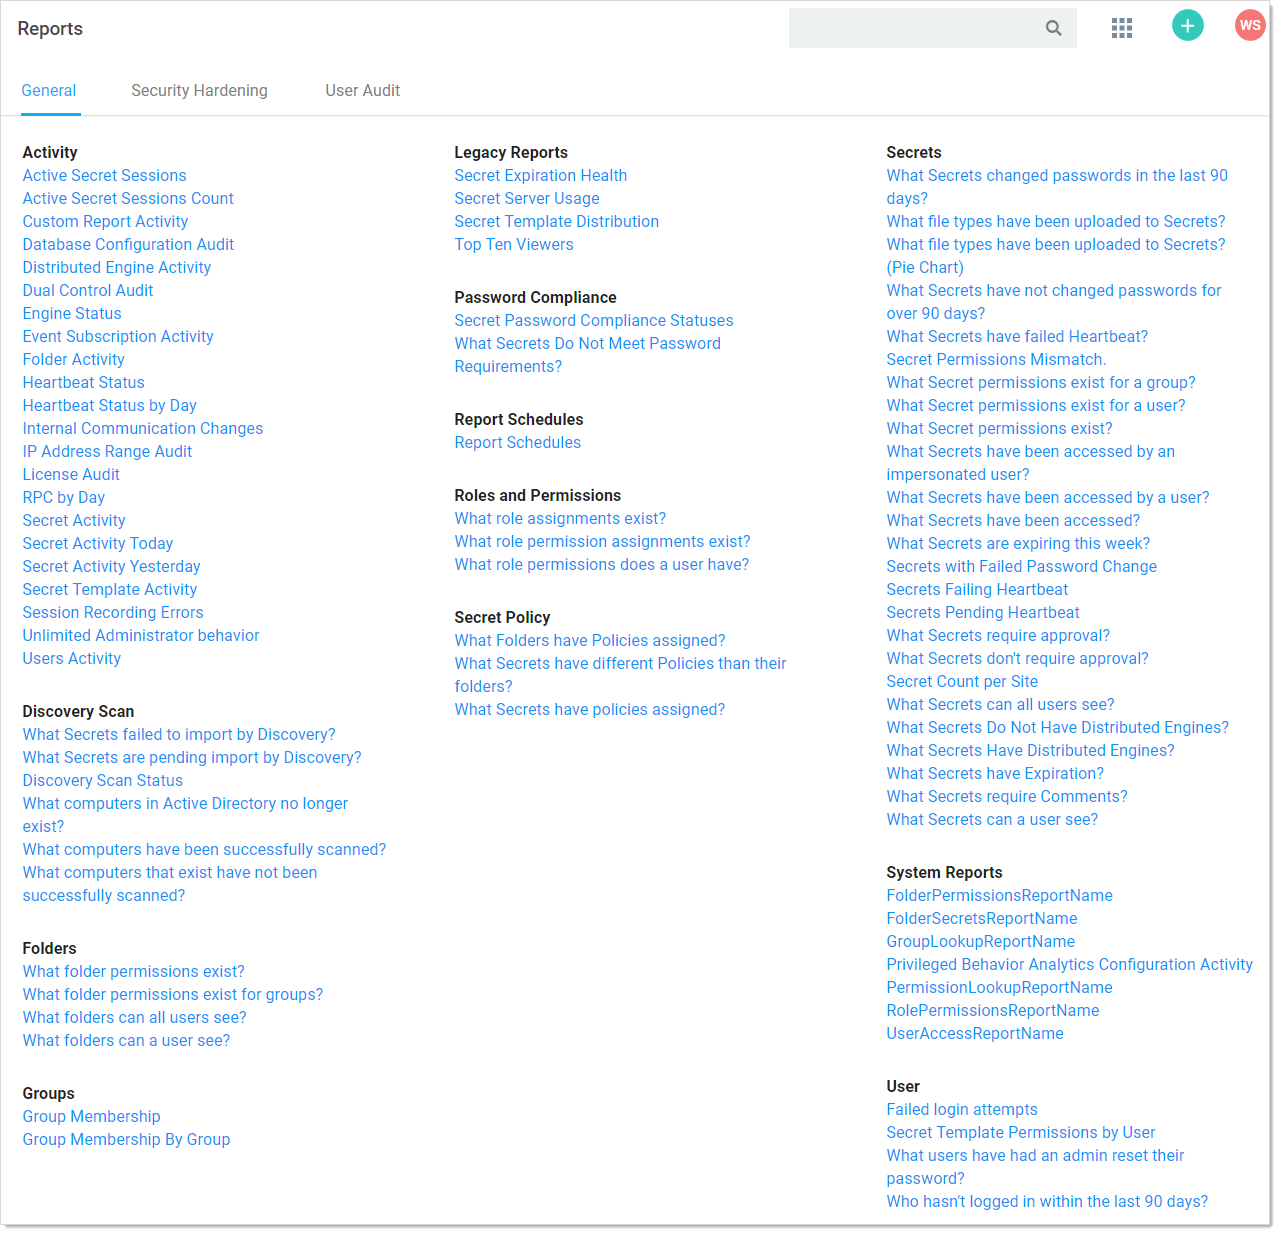 Reports
WS
General
Security Hardening
User Audit
Activity
Active Secret Sessions
Active Secret Sessions Count
Custom Report Activity
Database Configuration Audit
Distributed Engine Activity
Dual Control Audit
Engine Status
Event Subscription Activity
Folder Activity
Heartbeat Status
Heartbeat Status by Day
Internal Communication Changes
IP Address Range Audit
License Audit
RPC by Day
Secret Activity
Secret Activity Today
Secret Activity Yesterday
Secret Template Activity
Session Recording Errors
Unlimited Administrator behavior
Users Activity
Discovery Scan
What Secrets failed to import by Discovery?
What Secrets are pending import by Discovery?
Discovery Scan Status
What computers in Active Directory no longer
exist?
What computers have been successfully scanned?
What computers that exist have not been
successfully scanned?
Folders
What folder permissions exist?
What folder permissions exist for groups?
What folders can all users see?
What folders can a user see?
Groups
Group Membership
Group Membership By Group
Legacy Reports
Secret Expiration Health
Secret Server Usage
Secret Template Distribution
Top Ten Viewers
Password Compliance
Secret Password Compliance Statuses
What Secrets Do Not Meet Password
Requirements?
Report Schedules
Report Schedules
Roles and Permissions
What role assignments exist?
What role permission assignments exist?
What role permissions does a user have?
Secret Policy
What Folders have Policies assigned?
What Secrets have different Policies than their
folders?
What Secrets have policies assigned?
Secrets
What Secrets changed passwords in the last 90
days?
What file types have been uploaded to Secrets?
What file types have been uploaded to Secrets?
(Pie Chart)
What Secrets have not changed passwords for
over 90 days?
What Secrets have failed Heartbeat?
Secret Permissions Mismatch.
What Secret permissions exist for a group?
What Secret permissions exist for a user?
What Secret permissions exist?
What Secrets have been accessed by an
impersonated user?
What Secrets have been accessed by a user?
What Secrets have been accessed?
What Secrets are expiring this week?
Secrets with Failed Password Change
Secrets Failing Heartbeat
Secrets Pending Heartbeat
What Secrets require approval?
What Secrets don't require approval?
Secret Count per Site
What Secrets can all users see?
What Secrets Do Not Have Distributed Engines?
What Secrets Have Distributed Engines?
What Secrets have Expiration?
What Secrets require Comments?
What Secrets can a user see?
System Reports
FolderPermissionsReportName
FolderSecretsReportName
GroupLookupReportName
Privileged Behavior Analytics Configuration Activity
PermissionLookupReportName
RolePermissionsReportName
UserAccessReportName
User
Failed login attempts
Secret Template Permissions by User
What users have had an admin reset their
password?
Who hasn't logged in within the last 90 days?